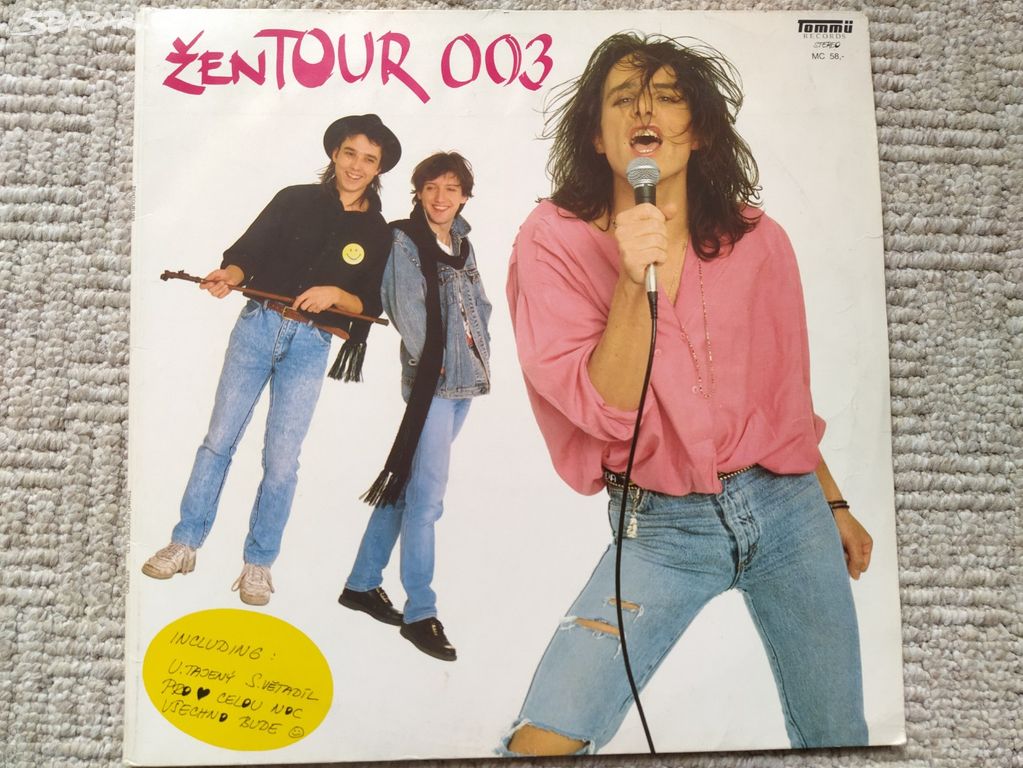 ŽENTOUR 003
Tommü
RECORDS
STEREO
MC 58,-
INCLUDING :
U.TAJENÝ S.VĚTADÍL
PRO ♥ CELOU NOC
VŠECHNO BUDE ☺